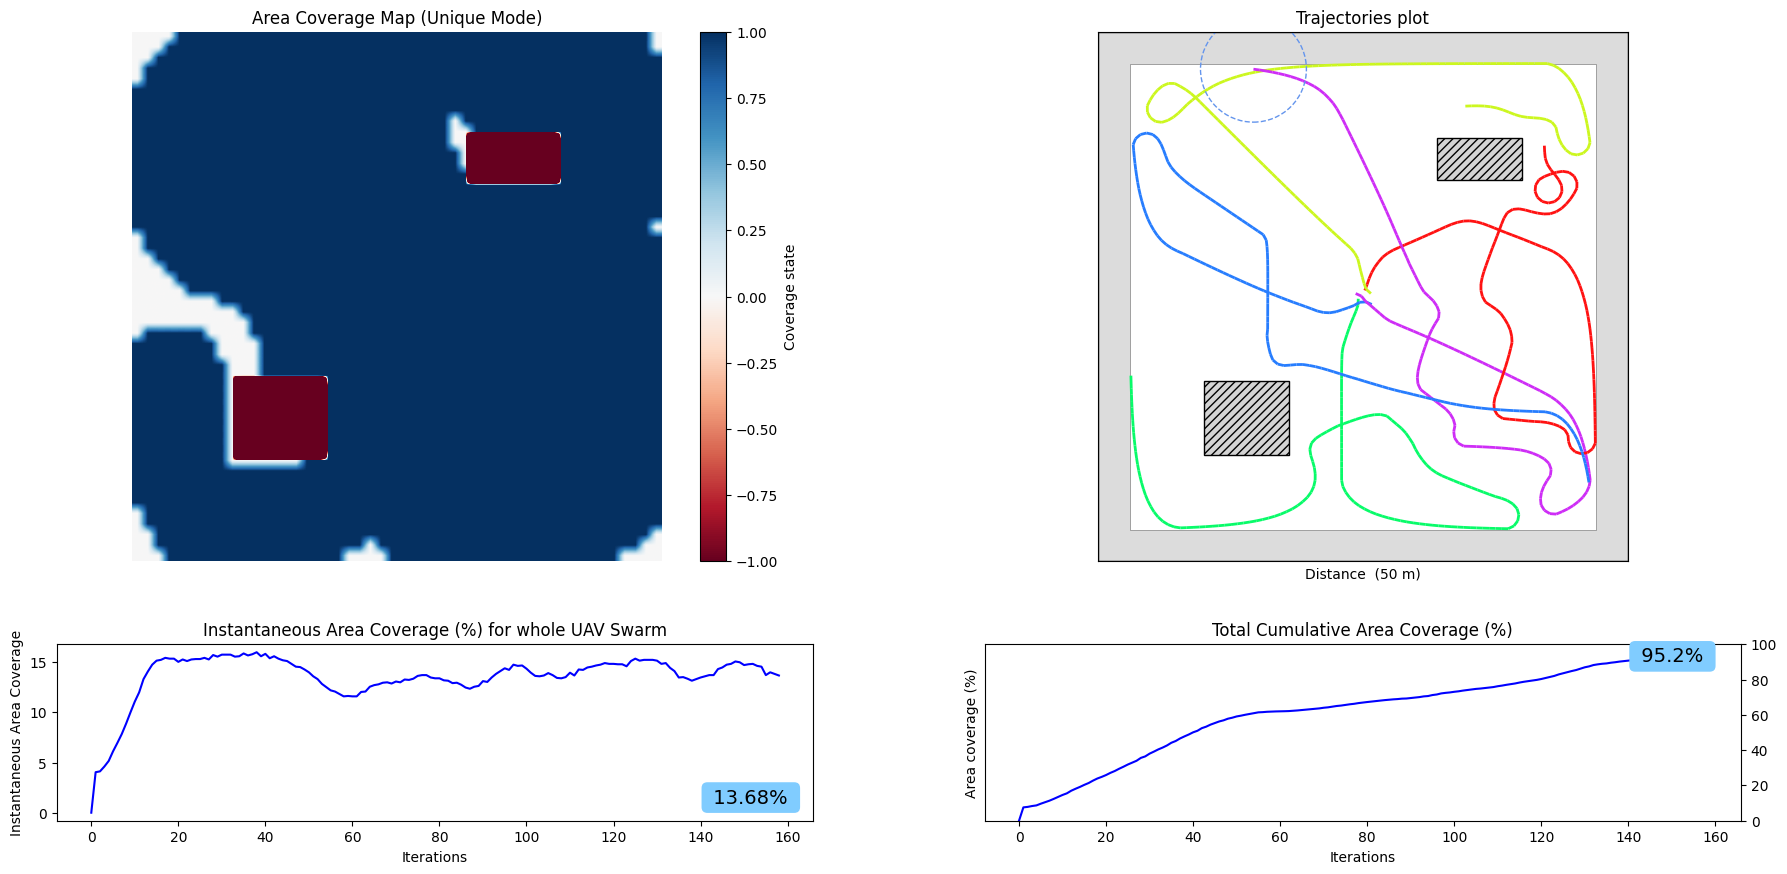 Area Coverage Map (Unique Mode)
1.00
0.75
0.50
0.25
0.00
−0.25
−0.50
−0.75
−1.00
Coverage state
Trajectories plot
Distance (50 m)
Instantaneous Area Coverage (%) for whole UAV Swarm
Instantaneous Area Coverage
15
10
5
0
13.68%
0 20 40 60 80 100 120 140 160
Iterations
Total Cumulative Area Coverage (%)
Area coverage (%)
95.2%
100
80
60
40
20
0
0 20 40 60 80 100 120 140 160
Iterations